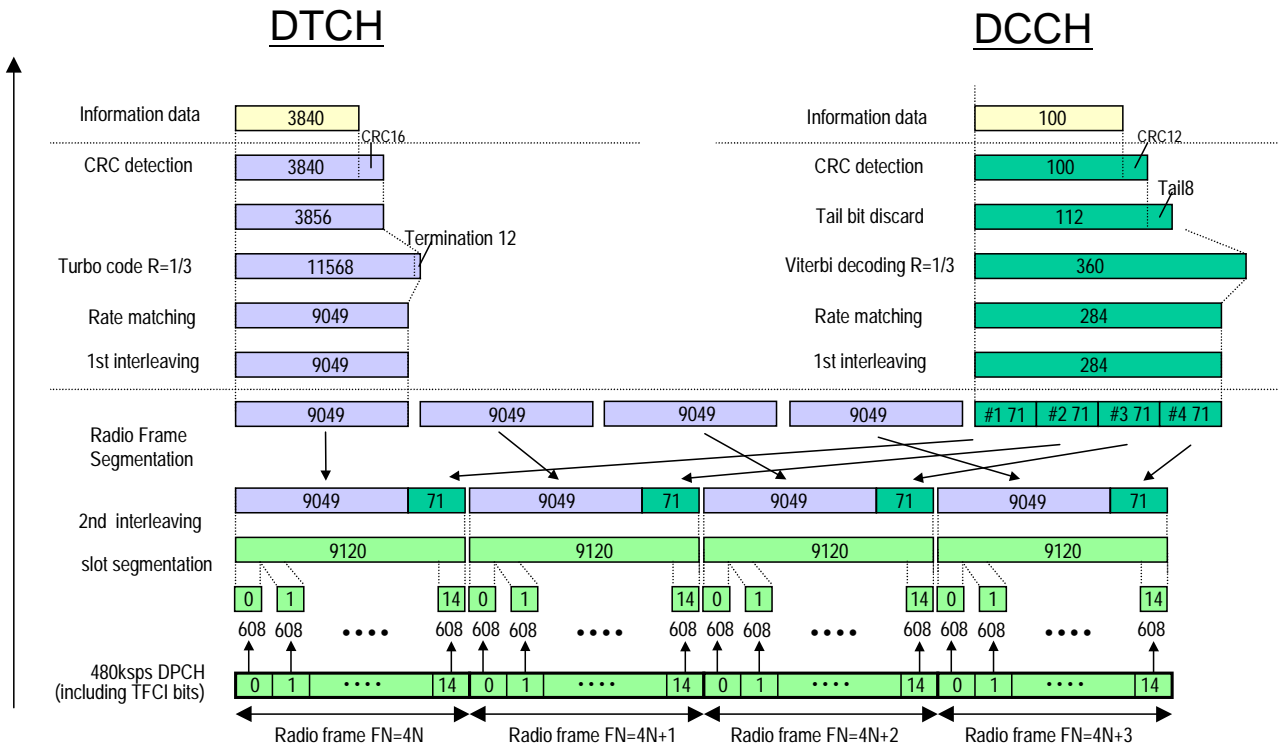 DTCH DCCH
Information data 3840 Information data 100
CRC16 CRC12
CRC detection 3840 CRC detection 100
Tail8
3856 Tail bit discard 112
Termination 12
Turbo code R=1/3 11568 Viterbi decoding R=1/3 360
Rate matching 9049 Rate matching 284
1st interleaving 9049 1st interleaving 284
9049 9049 9049 9049 #1 71 #2 71 #3 71 #4 71
Radio Frame
Segmentation
9049 71 9049 71 9049 71 9049 71
2nd interleaving
9120 9120 9120 9120
slot segmentation
0 1 14 0 1 14 0 1 14 0 1 14
608 608 •••• 608 608 608 •••• 608 608 608 •••• 608 608 608 •••• 608
480ksps DPCH
(including TFCI bits)
0 1 •••• 14 0 1 •••• 14 0 1 •••• 14 0 1 •••• 14
Radio frame FN=4N Radio frame FN=4N+1 Radio frame FN=4N+2 Radio frame FN=4N+3